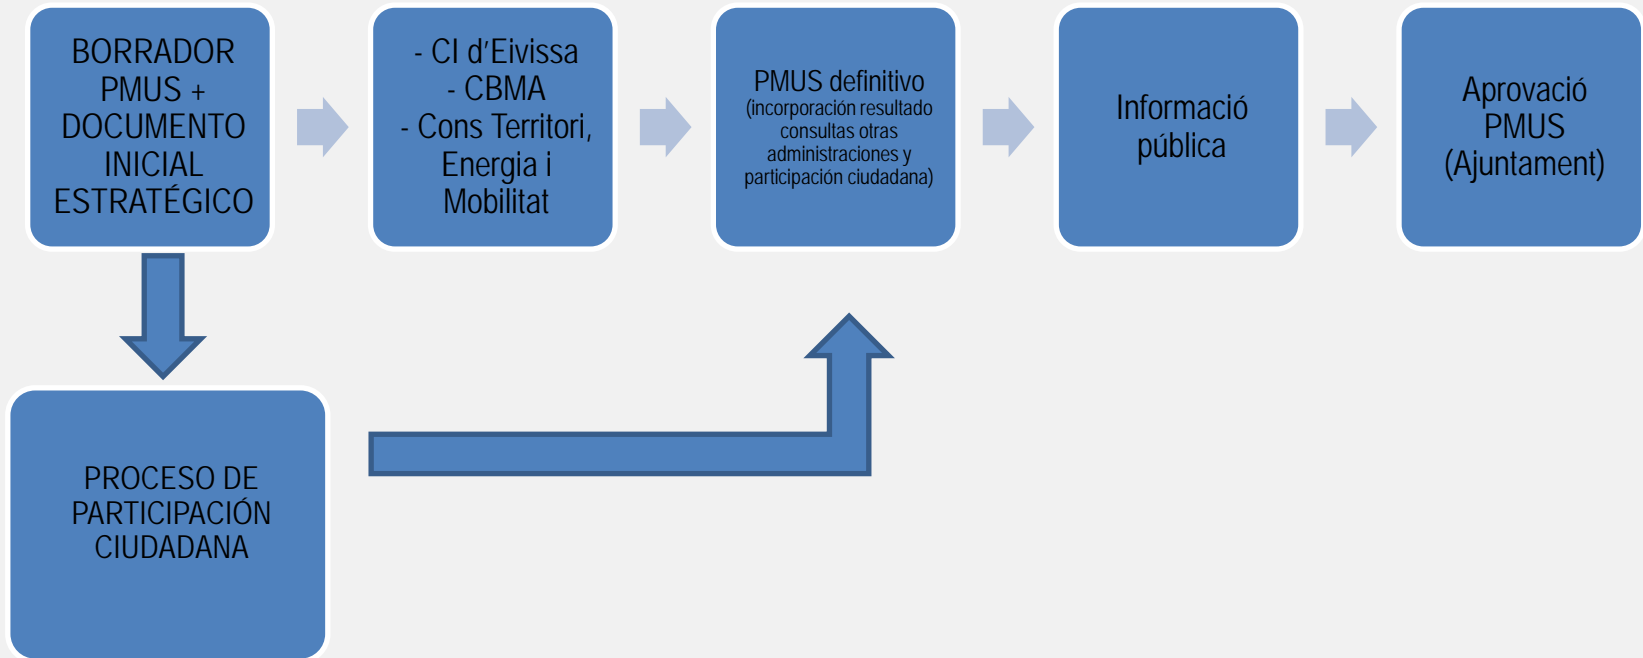 BORRADOR
PMUS +
DOCUMENTO
INICIAL
ESTRATÉGICO
- CI d'Eivissa
- CBMA
- Cons Territori,
Energia i
Mobilitat
PMUS definitivo
(incorporación resultado
consultas otras
administraciones y
participación ciudadana)
Informació
pública
Aprovació
PMUS
(Ajuntament)
PROCESO DE
PARTICIPACIÓN
CIUDADANA